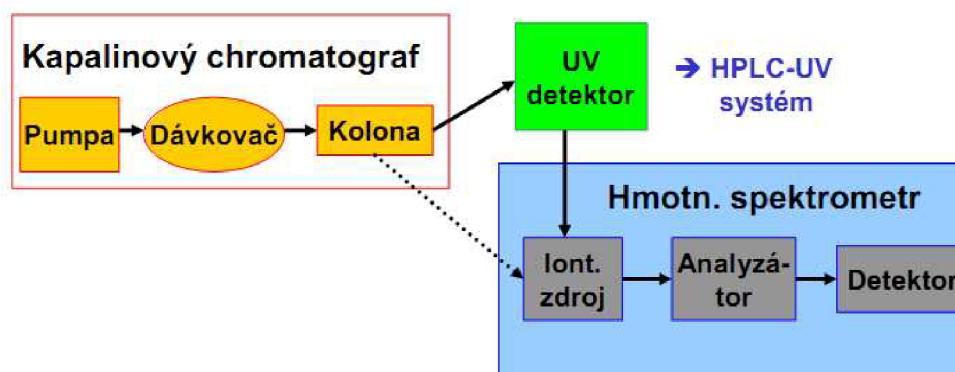 Kapalinový chromatograf
Pumpa
Dávkovač
Kolona
UV
detektor
➔ HPLC-UV
systém
Hmotn. spektrometr
Iont.
zdroj
Analyzá-
tor
Detektor